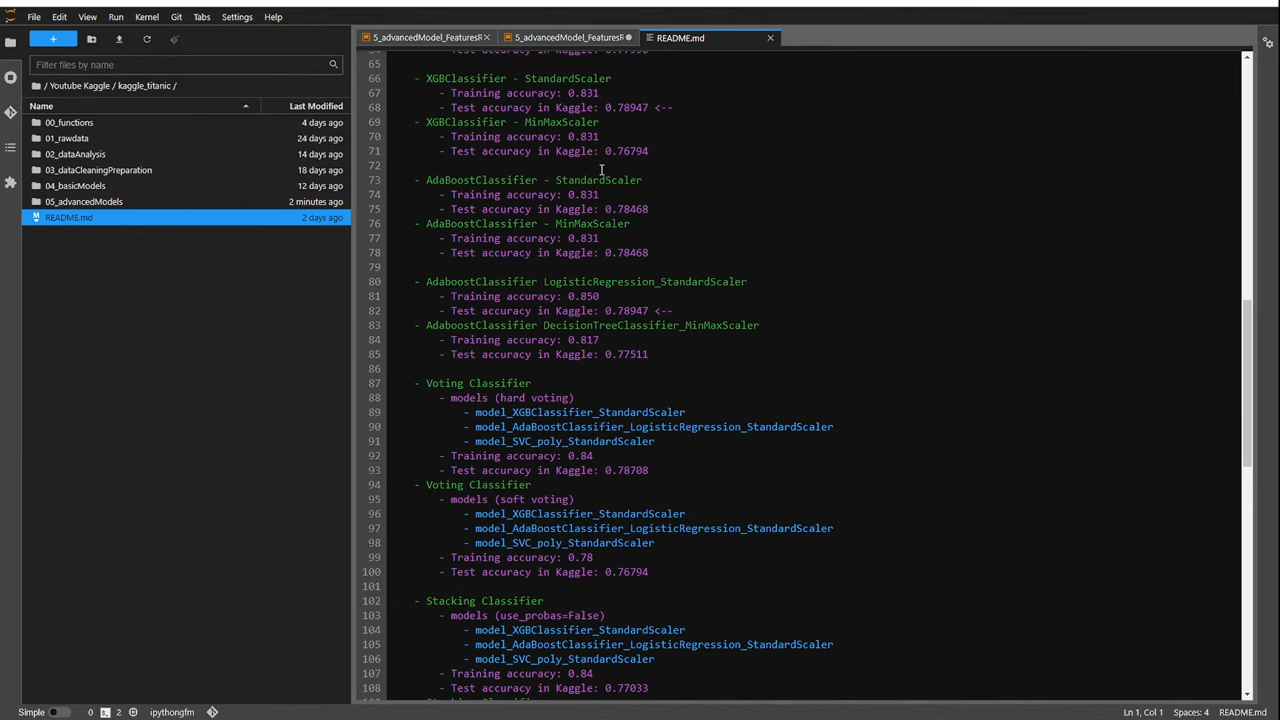 File Edit View Run Kernel Git Tabs Settings Help
+
Filter files by name
/ Youtube Kaggle / kaggle_titanic /
Name Last Modified
00_functions 4 days ago
01_rawdata 24 days ago
02_dataAnalysis 14 days ago
03_dataCleaningPreparation 18 days ago
04_basicModels 12 days ago
05_advancedModels 2 minutes ago
README.md 2 days ago
5_advancedModel_FeaturesR
5_advancedModel_FeaturesR
README.md
65
66 - XGBClassifier - StandardScaler
67 - Training accuracy: 0.831
68 - Test accuracy in Kaggle: 0.78947 <--
69 - XGBClassifier - MinMaxScaler
70 - Training accuracy: 0.831
71 - Test accuracy in Kaggle: 0.76794
72
73 - AdaBoostClassifier - StandardScaler
74 - Training accuracy: 0.831
75 - Test accuracy in Kaggle: 0.78468
76 - AdaBoostClassifier - MinMaxScaler
77 - Training accuracy: 0.831
78 - Test accuracy in Kaggle: 0.78468
79
80 - AdaboostClassifier LogisticRegression_StandardScaler
81 - Training accuracy: 0.850
82 - Test accuracy in Kaggle: 0.78947 <--
83 - AdaboostClassifier DecisionTreeClassifier_MinMaxScaler
84 - Training accuracy: 0.817
85 - Test accuracy in Kaggle: 0.77511
86
87 - Voting Classifier
88 - models (hard voting)
89 - model_XGBClassifier_StandardScaler
90 - model_AdaBoostClassifier_LogisticRegression_StandardScaler
91 - model_SVC_poly_StandardScaler
92 - Training accuracy: 0.84
93 - Test accuracy in Kaggle: 0.78708
94 - Voting Classifier
95 - models (soft voting)
96 - model_XGBClassifier_StandardScaler
97 - model_AdaBoostClassifier_LogisticRegression_StandardScaler
98 - model_SVC_poly_StandardScaler
99 - Training accuracy: 0.78
100 - Test accuracy in Kaggle: 0.76794
101
102 - Stacking Classifier
103 - models (use_probas=False)
104 - model_XGBClassifier_StandardScaler
105 - model_AdaBoostClassifier_LogisticRegression_StandardScaler
106 - model_SVC_poly_StandardScaler
107 - Training accuracy: 0.84
108 - Test accuracy in Kaggle: 0.77033
Simple 0 2 ipythongfm Ln 1, Col 1 Spaces: 4 README.md